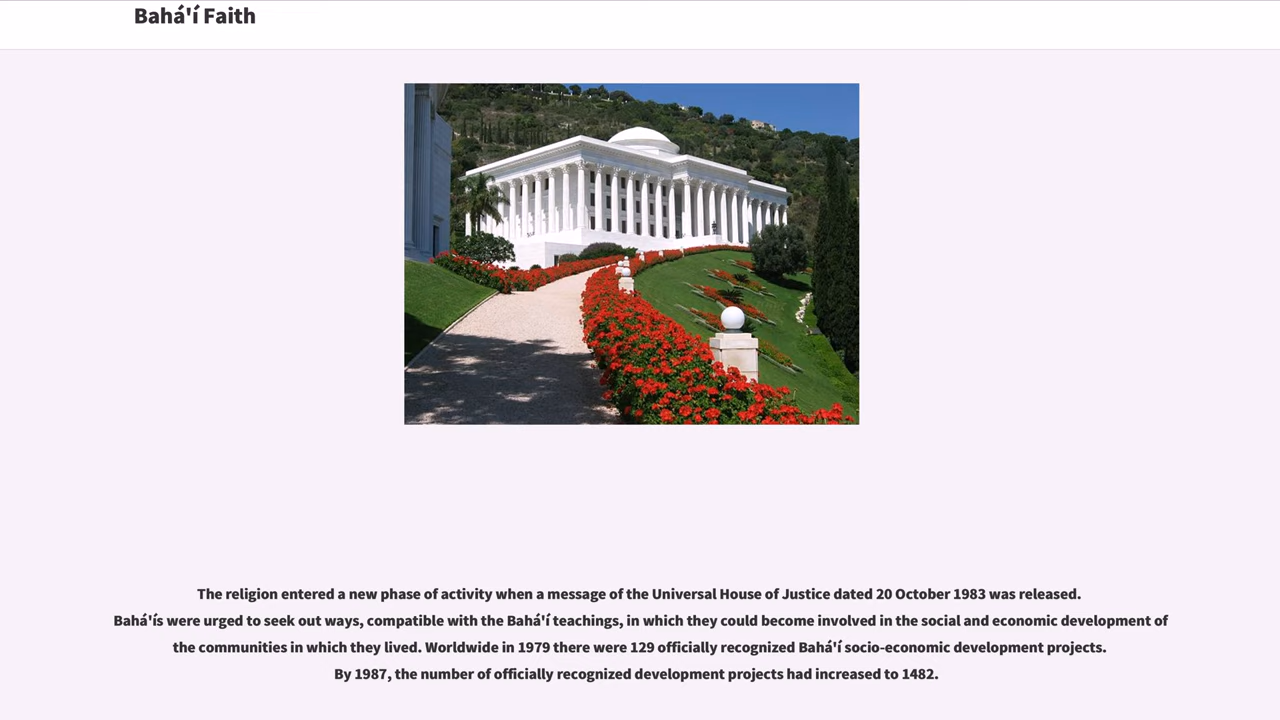 Bahá'í Faith
The religion entered a new phase of activity when a message of the Universal House of Justice dated 20 October 1983 was released.
Bahá'ís were urged to seek out ways, compatible with the Bahá'í teachings, in which they could become involved in the social and economic development of
the communities in which they lived. Worldwide in 1979 there were 129 officially recognized Bahá'í socio-economic development projects.
By 1987, the number of officially recognized development projects had increased to 1482.